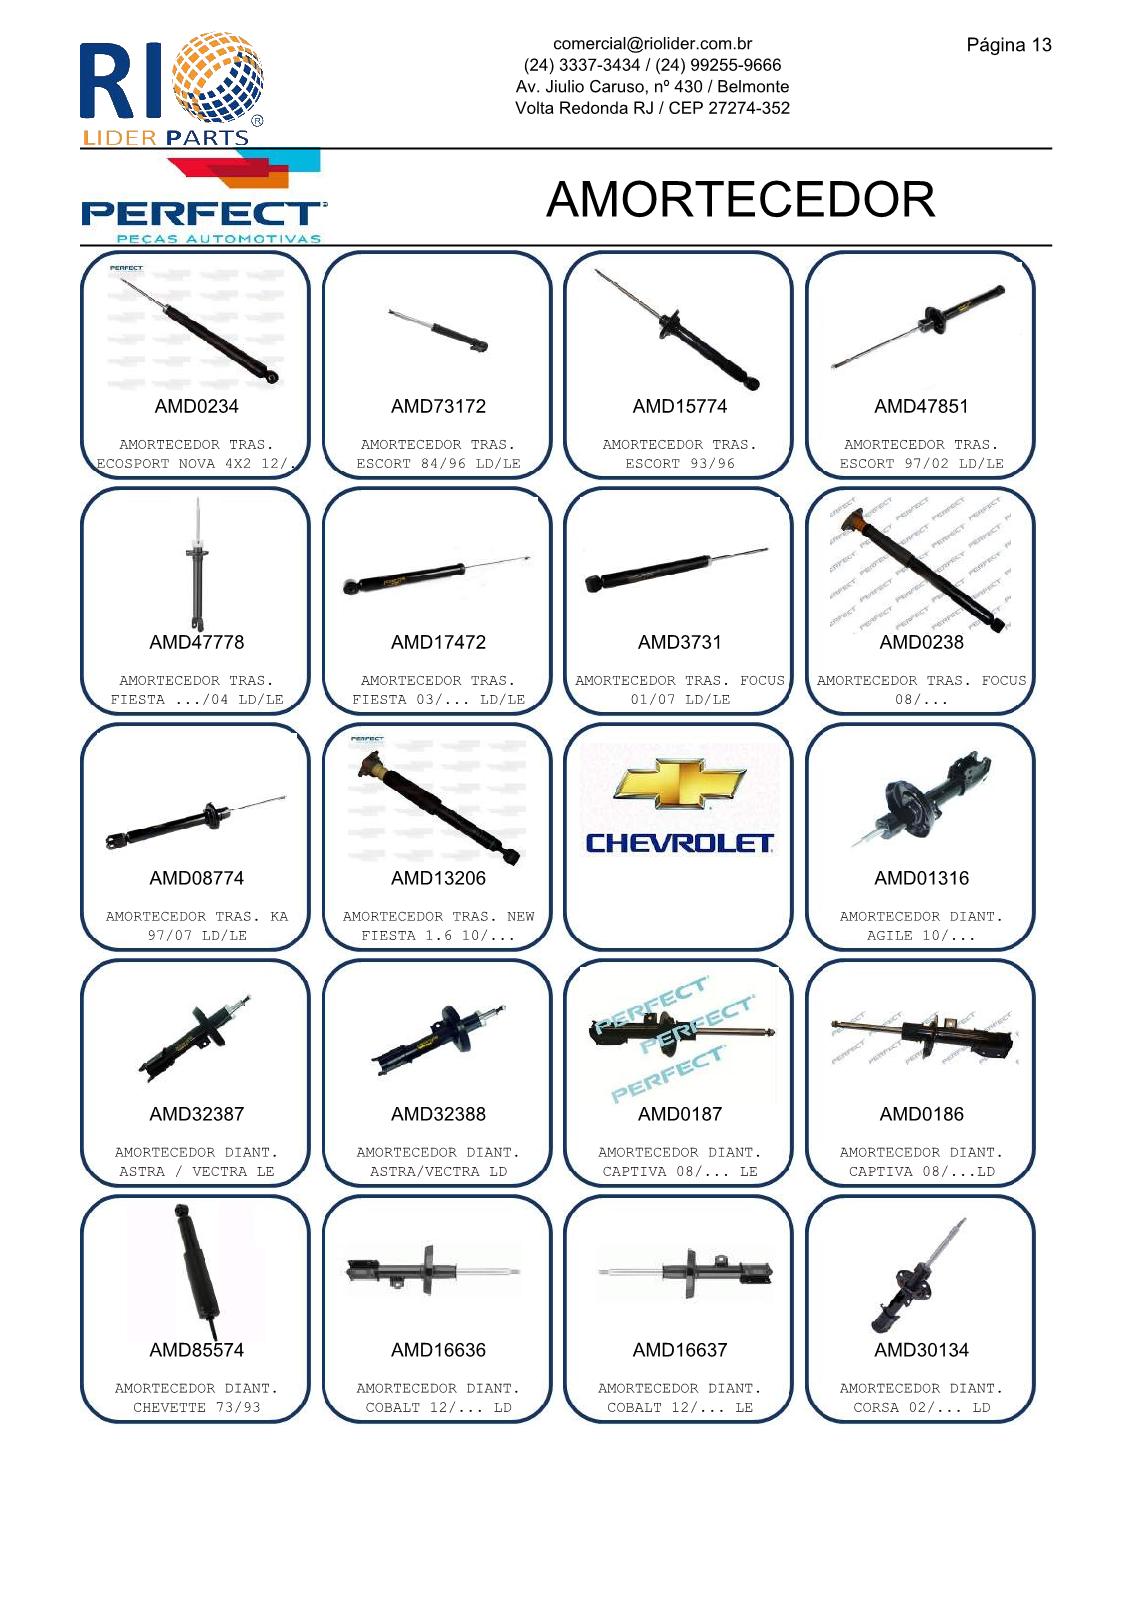 RIO
LIDER PARTS
®
comercial@riolider.com.br
(24) 3337-3434 / (24) 99255-9666
Av. Jiulio Caruso, nº 430 / Belmonte
Volta Redonda RJ / CEP 27274-352
Página 13
PERFECT
PEÇAS AUTOMOTIVAS
AMORTECEDOR
PERFECT
AMD0234
AMORTECEDOR TRAS.
ECOSPORT NOVA 4X2 12/.
AMD73172
AMORTECEDOR TRAS.
ESCORT 84/96 LD/LE
AMD15774
AMORTECEDOR TRAS.
ESCORT 93/96
AMD47851
AMORTECEDOR TRAS.
ESCORT 97/02 LD/LE
AMD47778
AMORTECEDOR TRAS.
FIESTA .../04 LD/LE
AMD17472
AMORTECEDOR TRAS.
FIESTA 03/... LD/LE
AMD3731
AMORTECEDOR TRAS. FOCUS
01/07 LD/LE
PERFECT
AMD0238
AMORTECEDOR TRAS. FOCUS
08/...
AMD08774
AMORTECEDOR TRAS. KA
97/07 LD/LE
PERFECT
AMD13206
AMORTECEDOR TRAS. NEW
FIESTA 1.6 10/...
CHEVROLET
AMD01316
AMORTECEDOR DIANT.
AGILE 10/...
AMD32387
AMORTECEDOR DIANT.
ASTRA / VECTRA LE
AMD32388
AMORTECEDOR DIANT.
ASTRA/VECTRA LD
PERFECT
PERFECT
PERFECT
AMD0187
AMORTECEDOR DIANT.
CAPTIVA 08/... LE
PERFECT
AMD0186
AMORTECEDOR DIANT.
CAPTIVA 08/...LD
AMD85574
AMORTECEDOR DIANT.
CHEVETTE 73/93
AMD16636
AMORTECEDOR DIANT.
COBALT 12/... LD
AMD16637
AMORTECEDOR DIANT.
COBALT 12/... LE
AMD30134
AMORTECEDOR DIANT.
CORSA 02/... LD